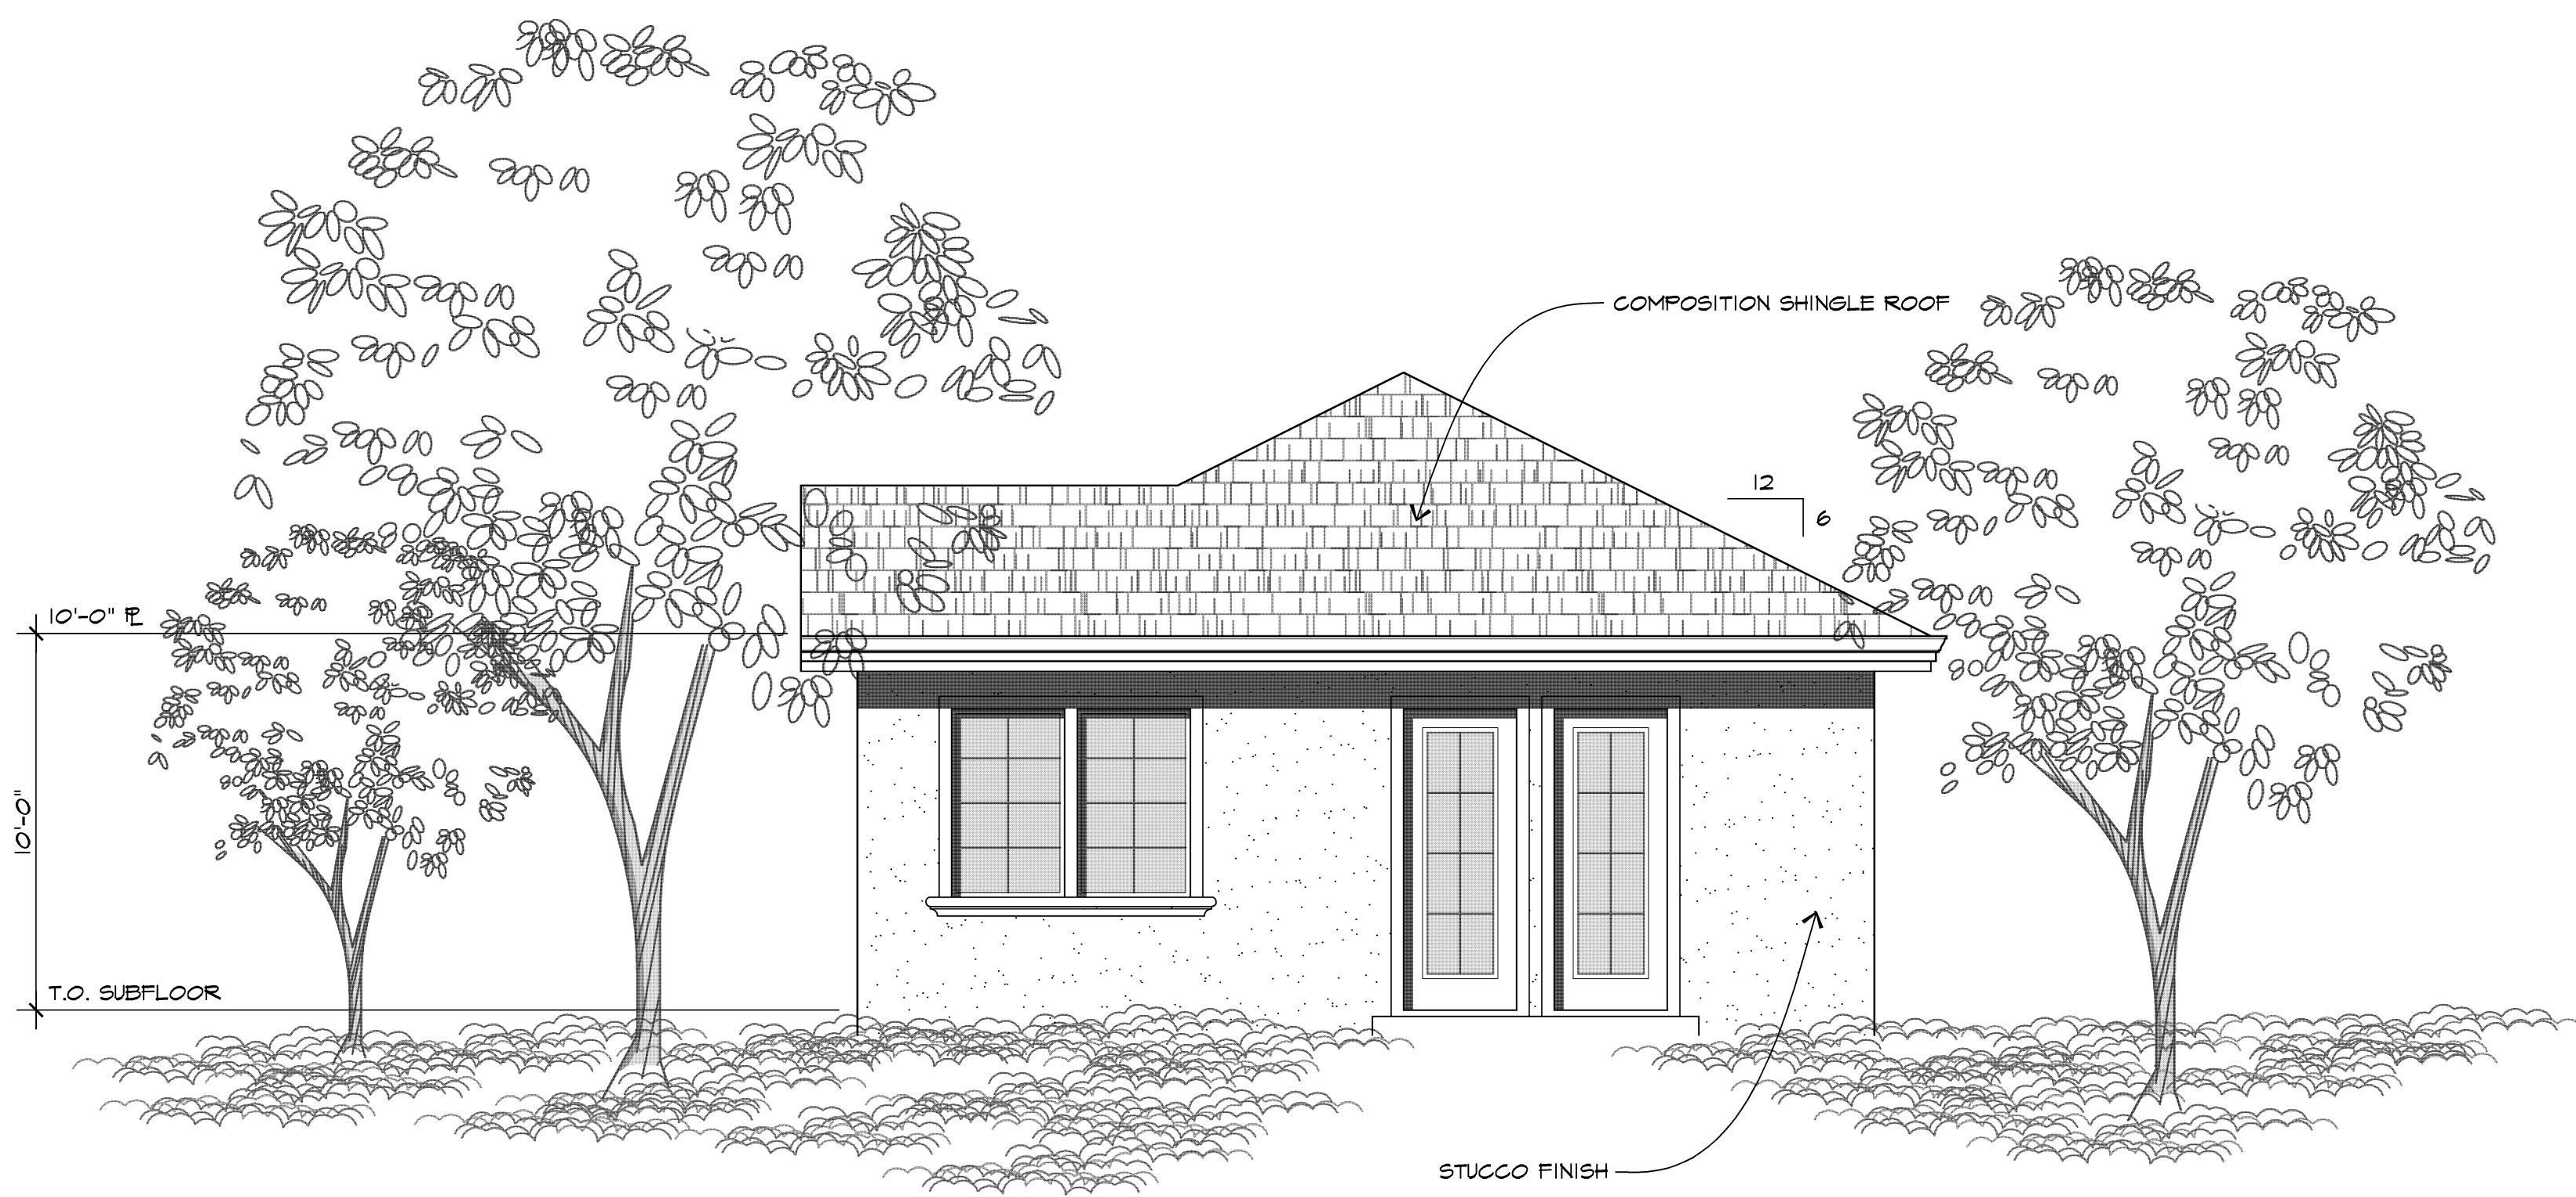 COMPOSITION SHINGLE ROOF
12
6
10'-0" PL
10'-0"
T.O. SUBFLOOR
STUCCO FINISH